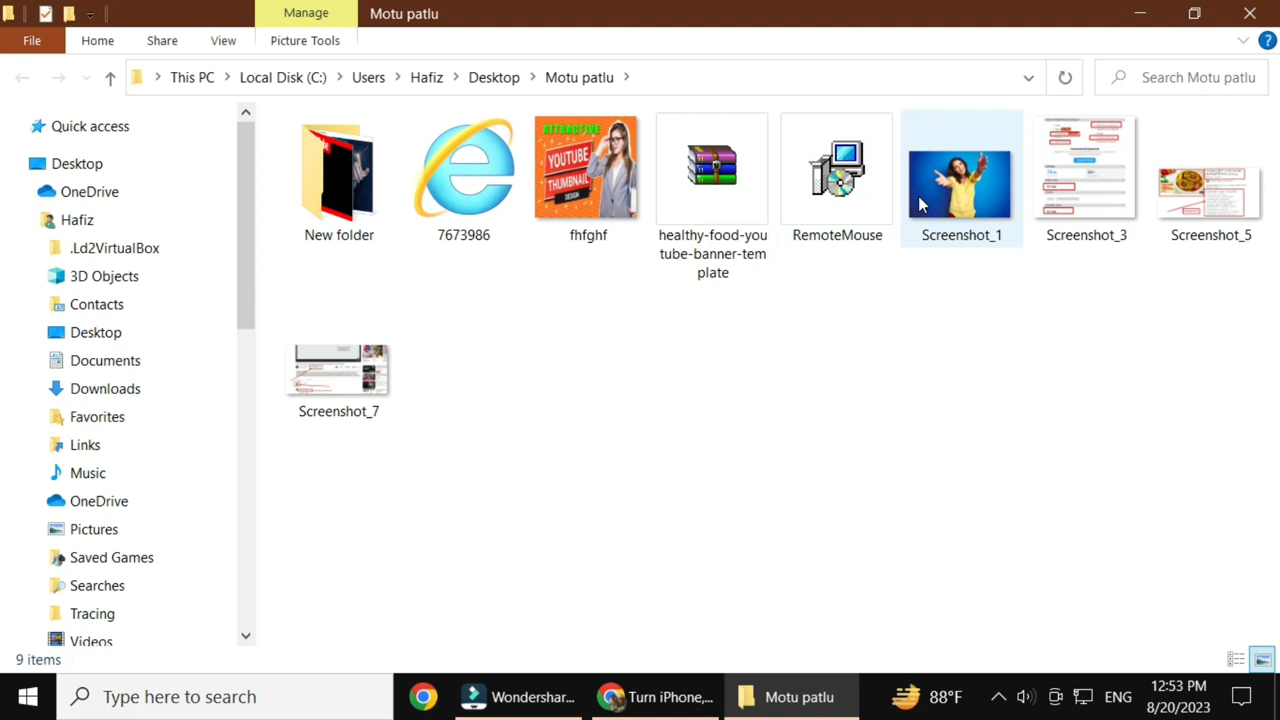 Manage
Motu patlu
File
Home
Share
View
Picture Tools
This PC
Local Disk (C:)
Users
Hafiz
Desktop
Motu patlu
Search Motu patlu
Quick access
Desktop
OneDrive
Hafiz
.Ld2VirtualBox
3D Objects
Contacts
Desktop
Documents
Downloads
Favorites
Links
Music
OneDrive
Pictures
Saved Games
Searches
Tracing
Videos
New folder
7673986
ATTRACTIVE
YOUTUBE
THUMBNAIL
DESIGN
fhfghf
healthy-food-you
tube-banner-tem
plate
RemoteMouse
Screenshot_1
Screenshot_3
Screenshot_5
Screenshot_7
9 items
Type here to search
Wondershar...
Turn iPhone,...
Motu patlu
88°F
ENG
12:53 PM
8/20/2023